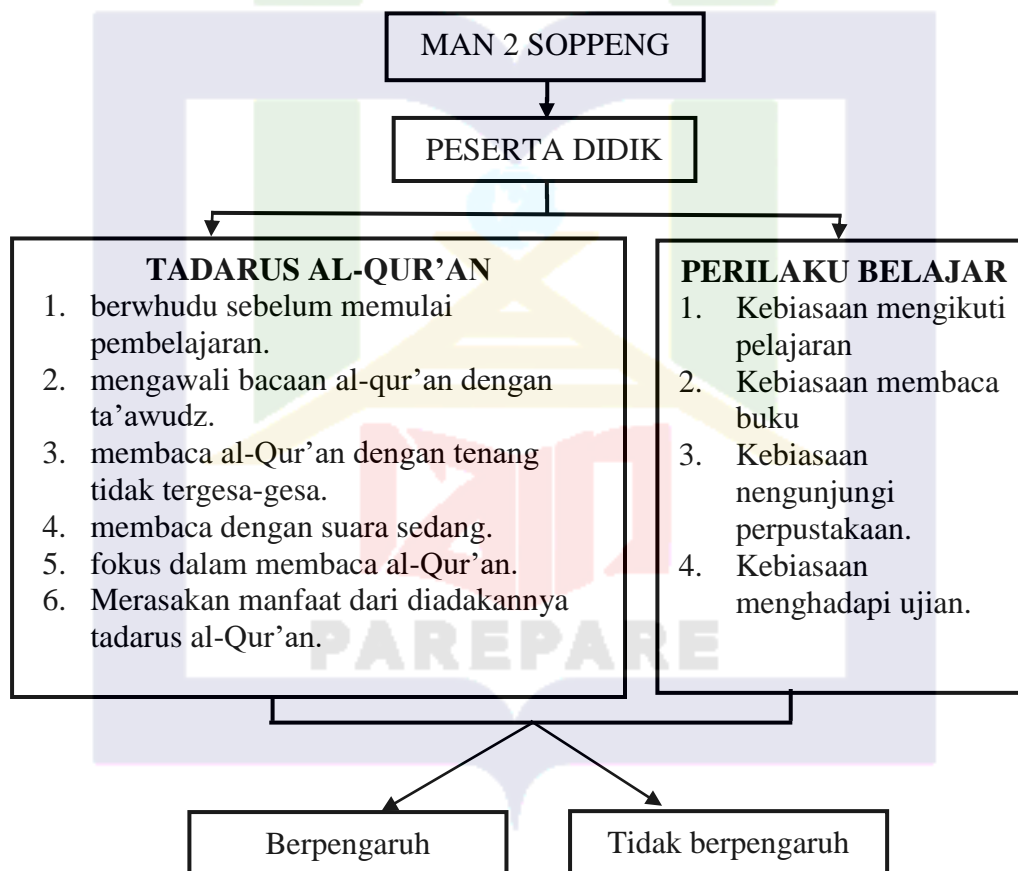 MAN 2 SOPPENG
PESERTA DIDIK
TADARUS AL-QUR’AN
1. berwhudu sebelum memulai
pembelajaran.
2. mengawali bacaan al-qur’an dengan
ta’awudz.
3. membaca al-Qur’an dengan tenang
tidak tergesa-gesa.
4. membaca dengan suara sedang.
5. fokus dalam membaca al-Qur’an.
6. Merasakan manfaat dari diadakannya
tadarus al-Qur’an.
PERILAKU BELAJAR
1. Kebiasaan mengikuti
pelajaran
2. Kebiasaan membaca
buku
3. Kebiasaan
nengunjungi
perpustakaan.
4. Kebiasaan
menghadapi ujian.
PAREPARE
Berpengaruh
Tidak berpengaruh